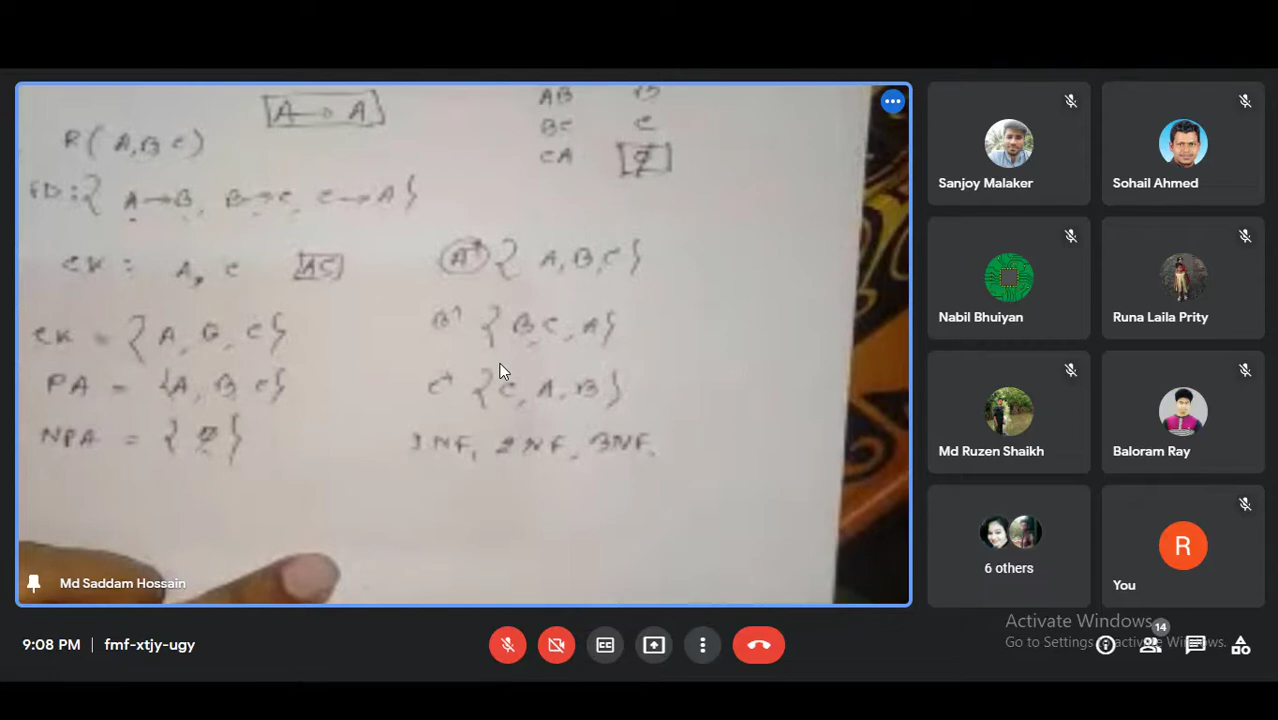 A → A
AB B
R(A, B C)
BC C
CA ∅
FD : { A→B, B→C, C→A }
CK : A, C AC
A⁺ { A, B, C }
CK = { A, B, C }
B⁺ { B C, A }
PA = { A, B C }
C⁺ { C, A, B }
NPA = { ∅ }
1NF, 2NF, 3NF,
Md Saddam Hossain
Sanjoy Malaker
Sohail Ahmed
Nabil Bhuiyan
Runa Laila Prity
Md Ruzen Shaikh
Baloram Ray
6 others
R
You
Activate Windows
Go to Settings to activate Windows.
9:08 PM fmf-xtjy-ugy
14